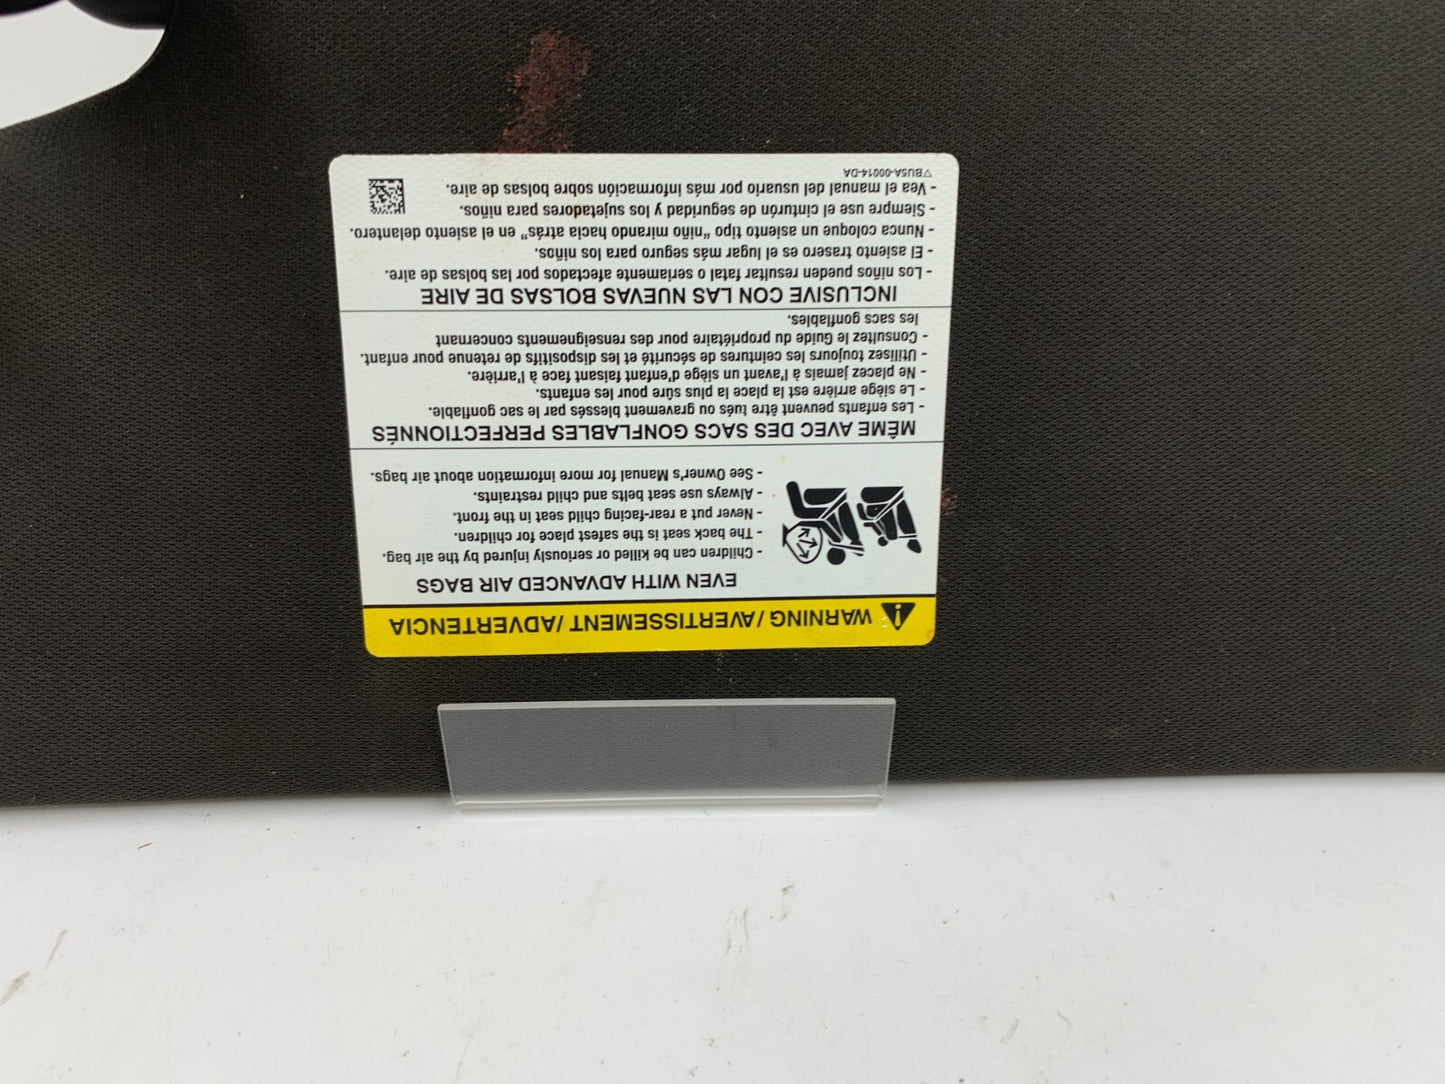 WARNING / AVERTISSEMENT / ADVERTENCIA
EVEN WITH ADVANCED AIR BAGS
- Children can be killed or seriously injured by the air bag.
- The back seat is the safest place for children.
- Never put a rear-facing child seat in the front.
- Always use seat belts and child restraints.
- See Owner's Manual for more information about air bags.
MÊME AVEC DES SACS GONFLABLES PERFECTIONNÉS
- Les enfants peuvent être tués ou gravement blessés par le sac gonflable.
- Le siège arrière est la place la plus sûre pour les enfants.
- Ne placez jamais à l'avant un siège d'enfant faisant face à l'arrière.
- Utilisez toujours les ceintures de sécurité et les dispositifs de retenue pour enfant.
- Consultez le Guide du propriétaire pour des renseignements concernant
les sacs gonflables.
INCLUSIVE CON LAS NUEVAS BOLSAS DE AIRE
- Los niños pueden resultar fatal o seriamente afectados por las bolsas de aire.
- El asiento trasero es el lugar más seguro para los niños.
- Nunca coloque un asiento tipo "niño mirando hacia atrás" en el asiento delantero.
- Siempre use el cinturón de seguridad y los sujetadores para niños.
- Vea el manual del usuario por más información sobre bolsas de aire.
▽BU5A-00014-DA